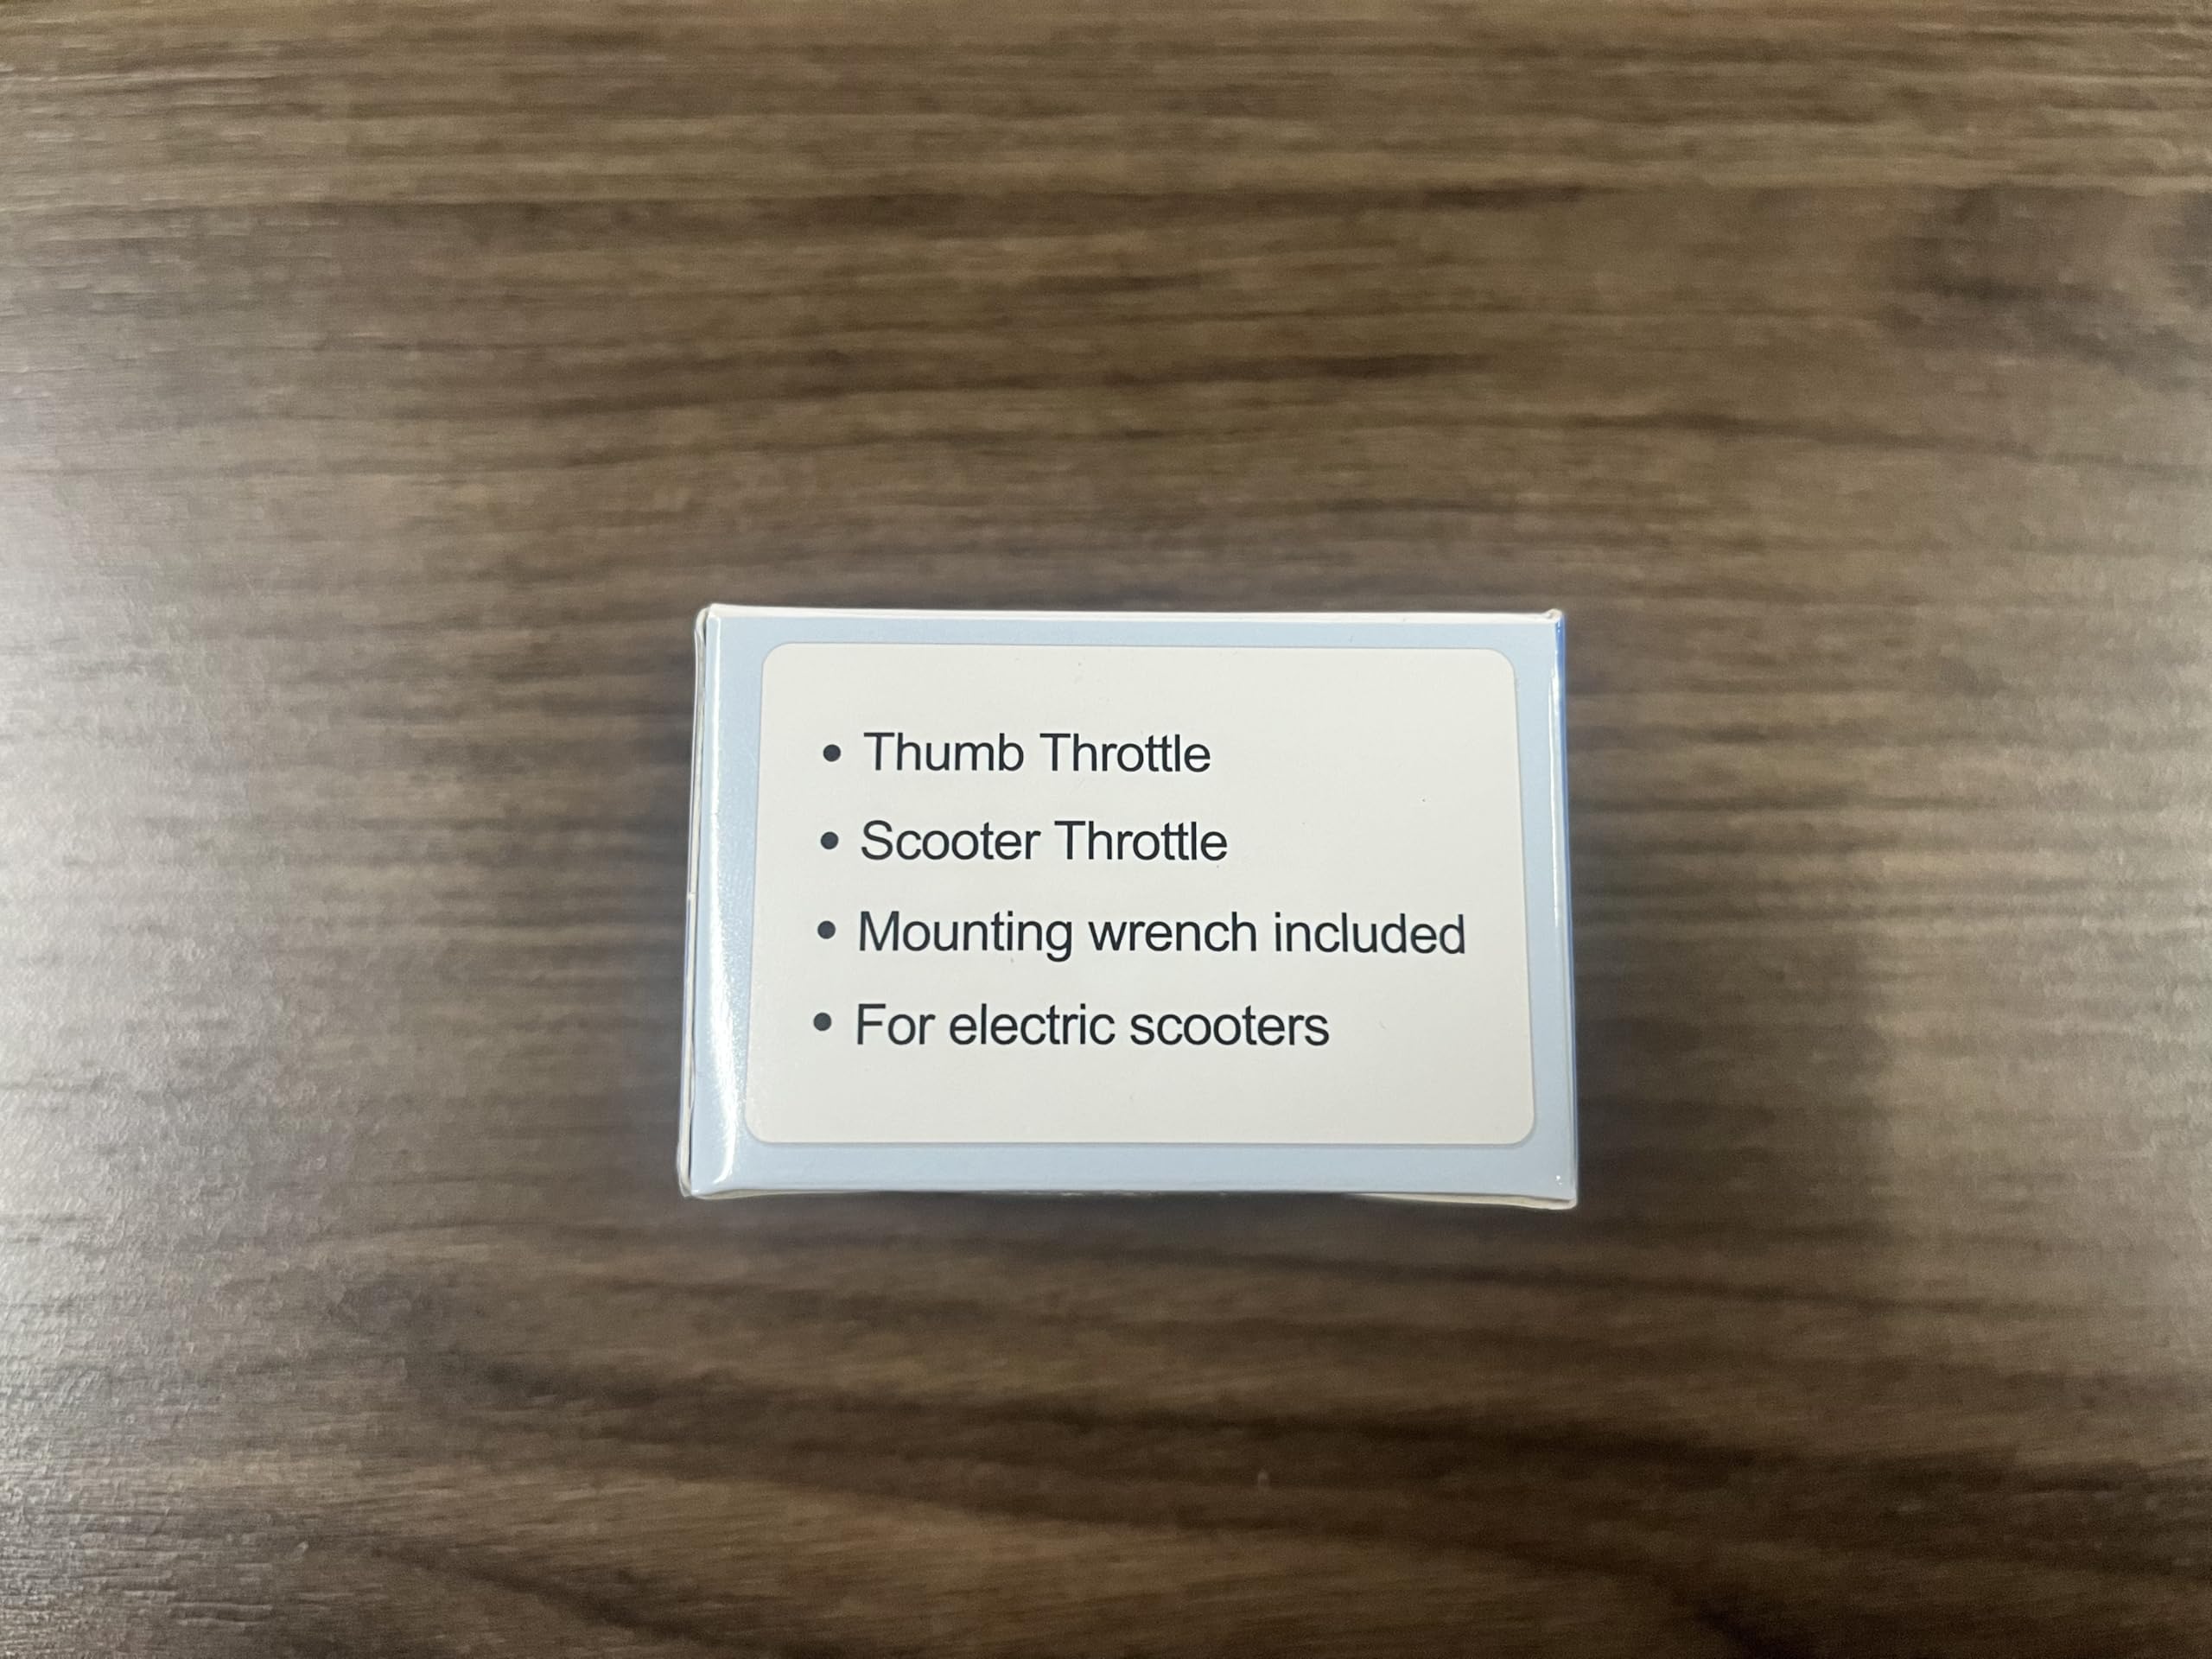 • Thumb Throttle
• Scooter Throttle
• Mounting wrench included
• For electric scooters